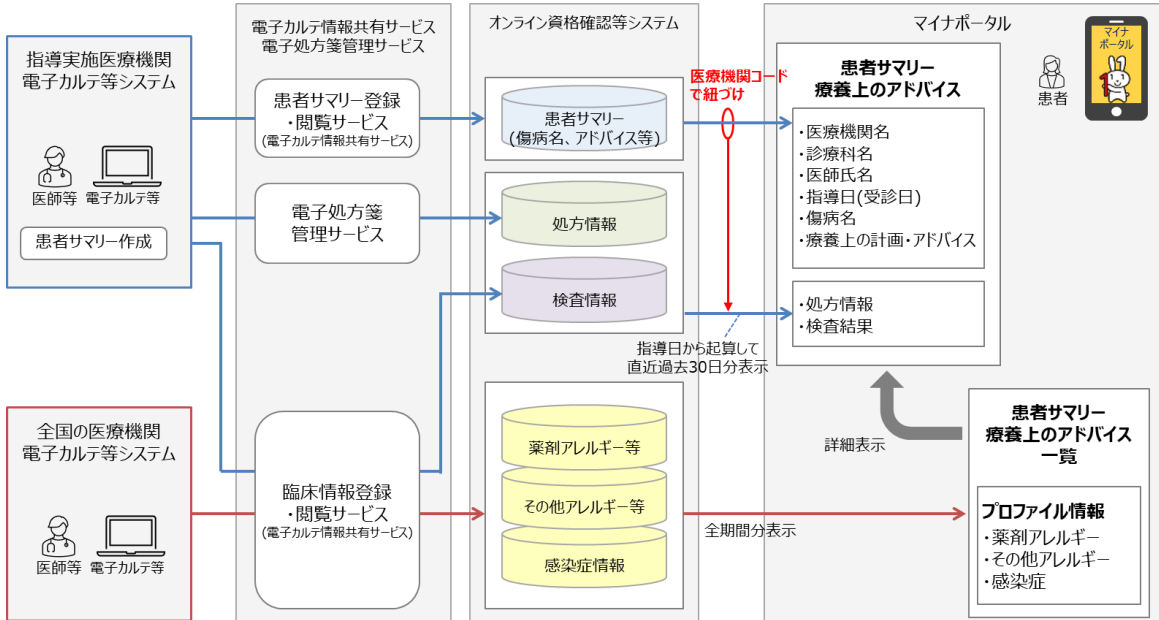 指導実施医療機関
電子カルテ等システム
医師等
電子カルテ等
患者サマリー作成
全国の医療機関
電子カルテ等システム
医師等
電子カルテ等
電子カルテ情報共有サービス
電子処方箋管理サービス
患者サマリー登録
・閲覧サービス
(電子カルテ情報共有サービス)
電子処方箋
管理サービス
臨床情報登録
・閲覧サービス
(電子カルテ情報共有サービス)
オンライン資格確認等システム
患者サマリー
(傷病名、アドバイス等)
処方情報
検査情報
薬剤アレルギー等
その他アレルギー等
感染症情報
医療機関コード
で紐づけ
指導日から起算して
直近過去30日分表示
全期間分表示
マイナポータル
患者サマリー
療養上のアドバイス
・医療機関名
・診療科名
・医師氏名
・指導日(受診日)
・傷病名
・療養上の計画・アドバイス
・処方情報
・検査結果
患者
マイナ
ポータル
詳細表示
患者サマリー
療養上のアドバイス
一覧
プロファイル情報
・薬剤アレルギー
・その他アレルギー
・感染症